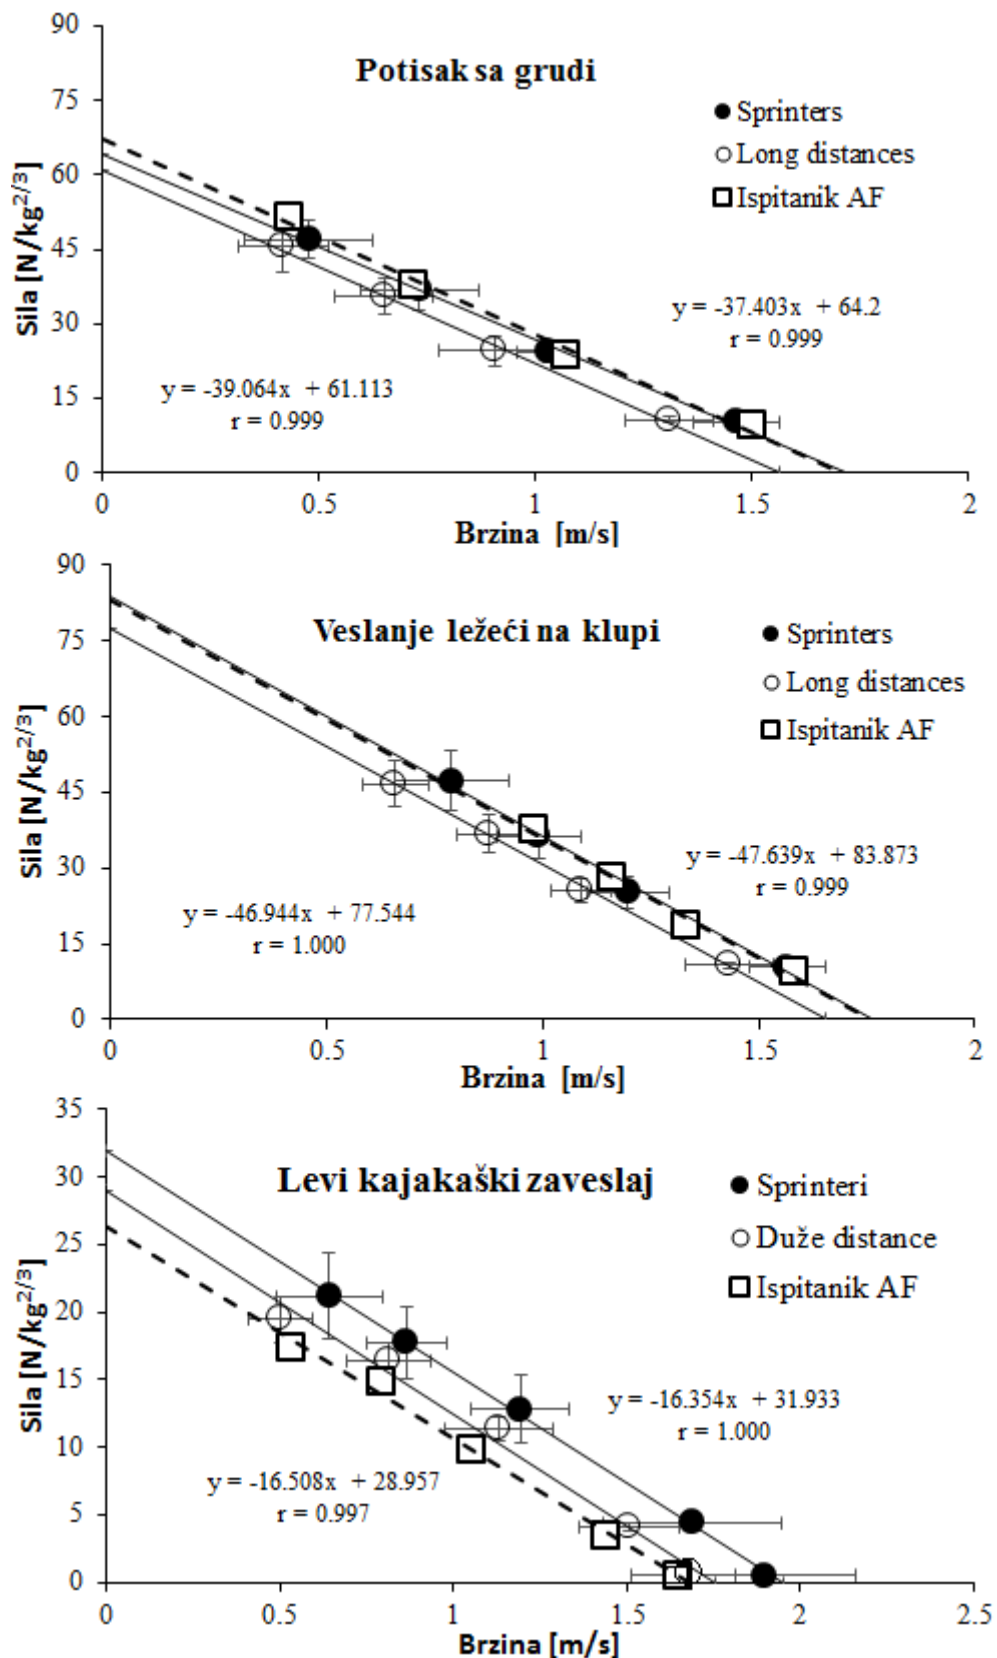 90
Potisak sa grudi
75
Sprinters
Long distances
60
Ispitanik AF
Sila [N/kg^2/3]
45
y = -37.403x + 64.2
r = 0.999
30
y = -39.064x + 61.113
r = 0.999
15
0
0 0.5 1 1.5 2
Brzina [m/s]
90
Veslanje ležeći na klupi
75
Sprinters
Long distances
60
Ispitanik AF
Sila [N/kg^2/3]
45
30
y = -47.639x + 83.873
r = 0.999
y = -46.944x + 77.544
r = 1.000
15
0
0 0.5 1 1.5 2
Brzina [m/s]
35
30
Levi kajakaški zaveslaj
Sprinteri
25
Duže distance
Ispitanik AF
20
Sila [N/kg^2/3]
15
y = -16.354x + 31.933
r = 1.000
10
y = -16.508x + 28.957
r = 0.997
5
0
0 0.5 1 1.5 2 2.5
Brzina [m/s]